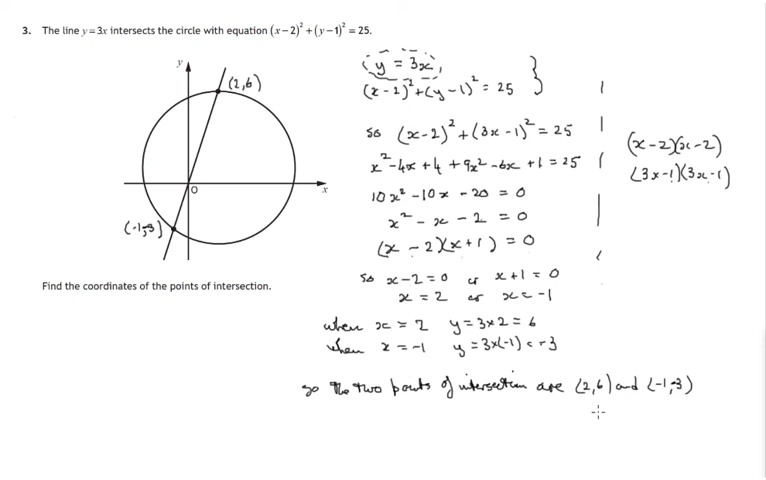 3. The line y = 3x intersects the circle with equation (x – 2)² + (y – 1)² = 25.
y
(2,6)
0
x
(-1,-3)
Find the coordinates of the points of intersection.
y = 3x,
(x - 2)² + (y - 1)² = 25 }
so (x - 2)² + (3x - 1)² = 25
x² - 4x + 4 + 9x² - 6x + 1 = 25
10x² - 10x - 20 = 0
x² - x - 2 = 0
(x - 2)(x + 1) = 0
so x - 2 = 0 or x + 1 = 0
x = 2 or x = -1
when x = 2 y = 3×2 = 6
when x = -1 y = 3×(-1) = -3
so the two points of intersection are (2,6) and (-1,-3)
(x - 2)(x - 2)
(3x - 1)(3x - 1)